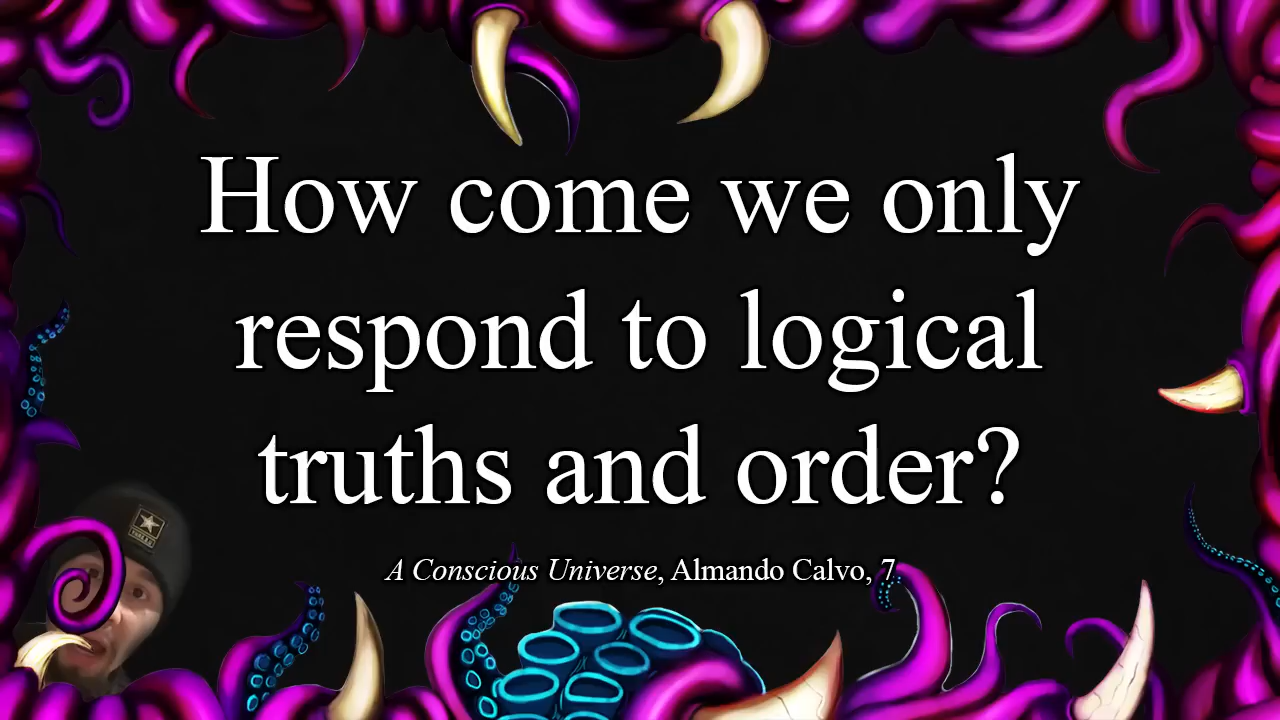 How come we only
respond to logical
truths and order?
A Conscious Universe, Almando Calvo, 7